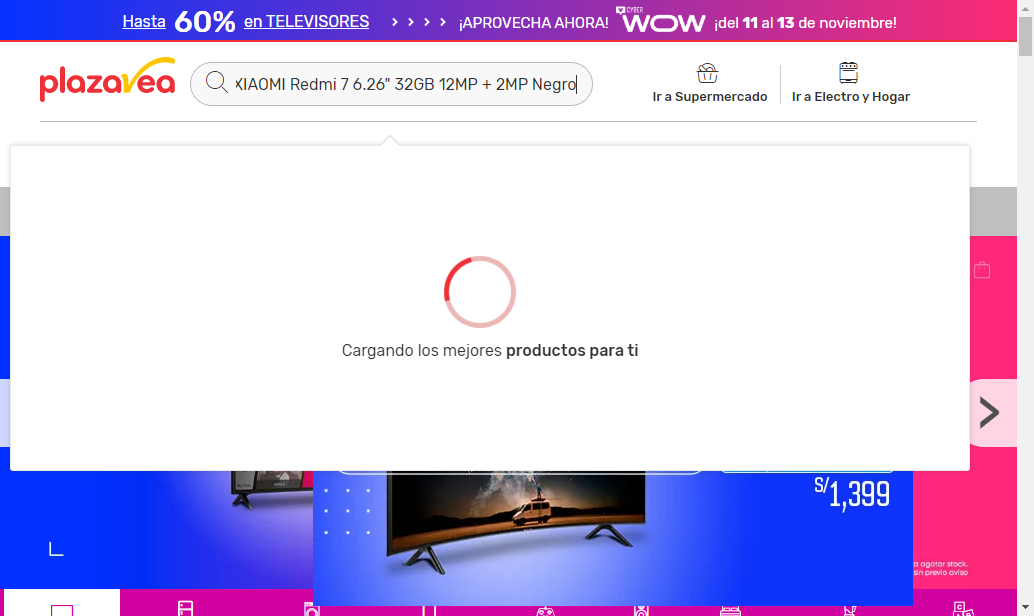 Hasta 60% en TELEVISORES > > > > ¡APROVECHA AHORA! CYBER WOW ¡del 11 al 13 de noviembre!
plazavea
XIAOMI Redmi 7 6.26" 32GB 12MP + 2MP Negro
Ir a Supermercado
Ir a Electro y Hogar
Cargando los mejores productos para ti
S/1,399
a agotar stock.
sin previo aviso